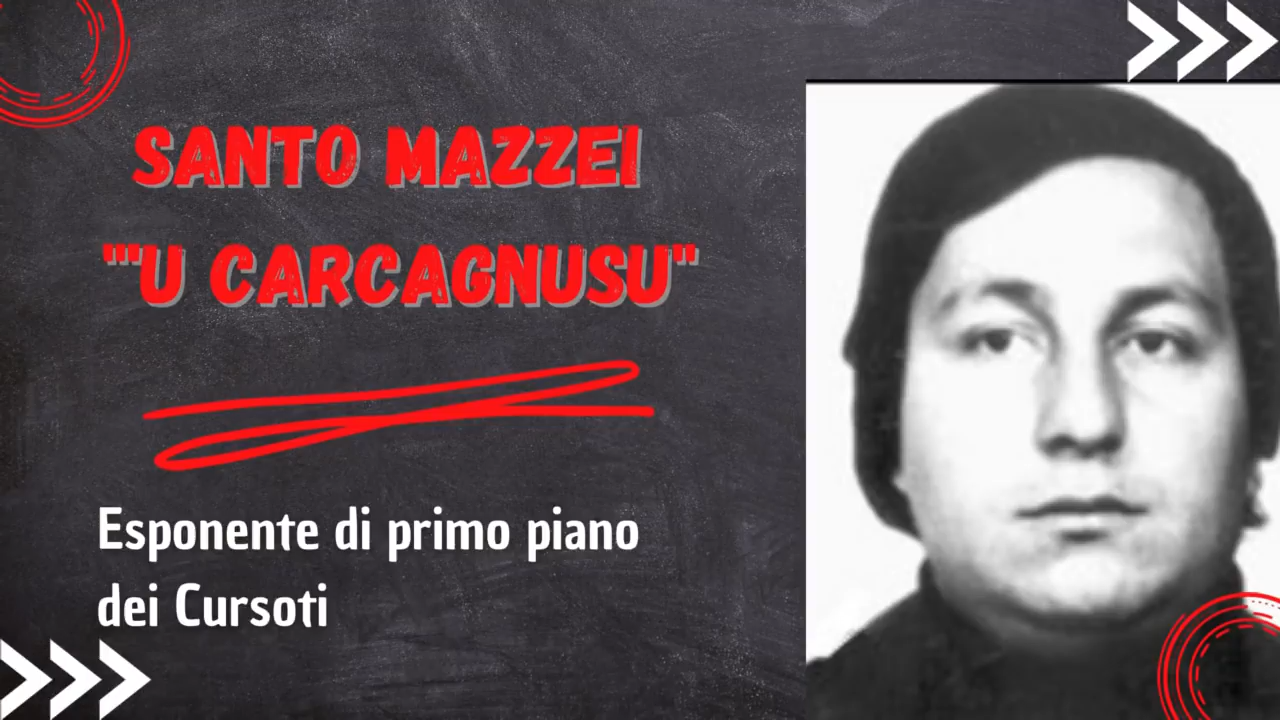 SANTO MAZZEI
"'U CARCAGNUSU"
Esponente di primo piano
dei Cursoti